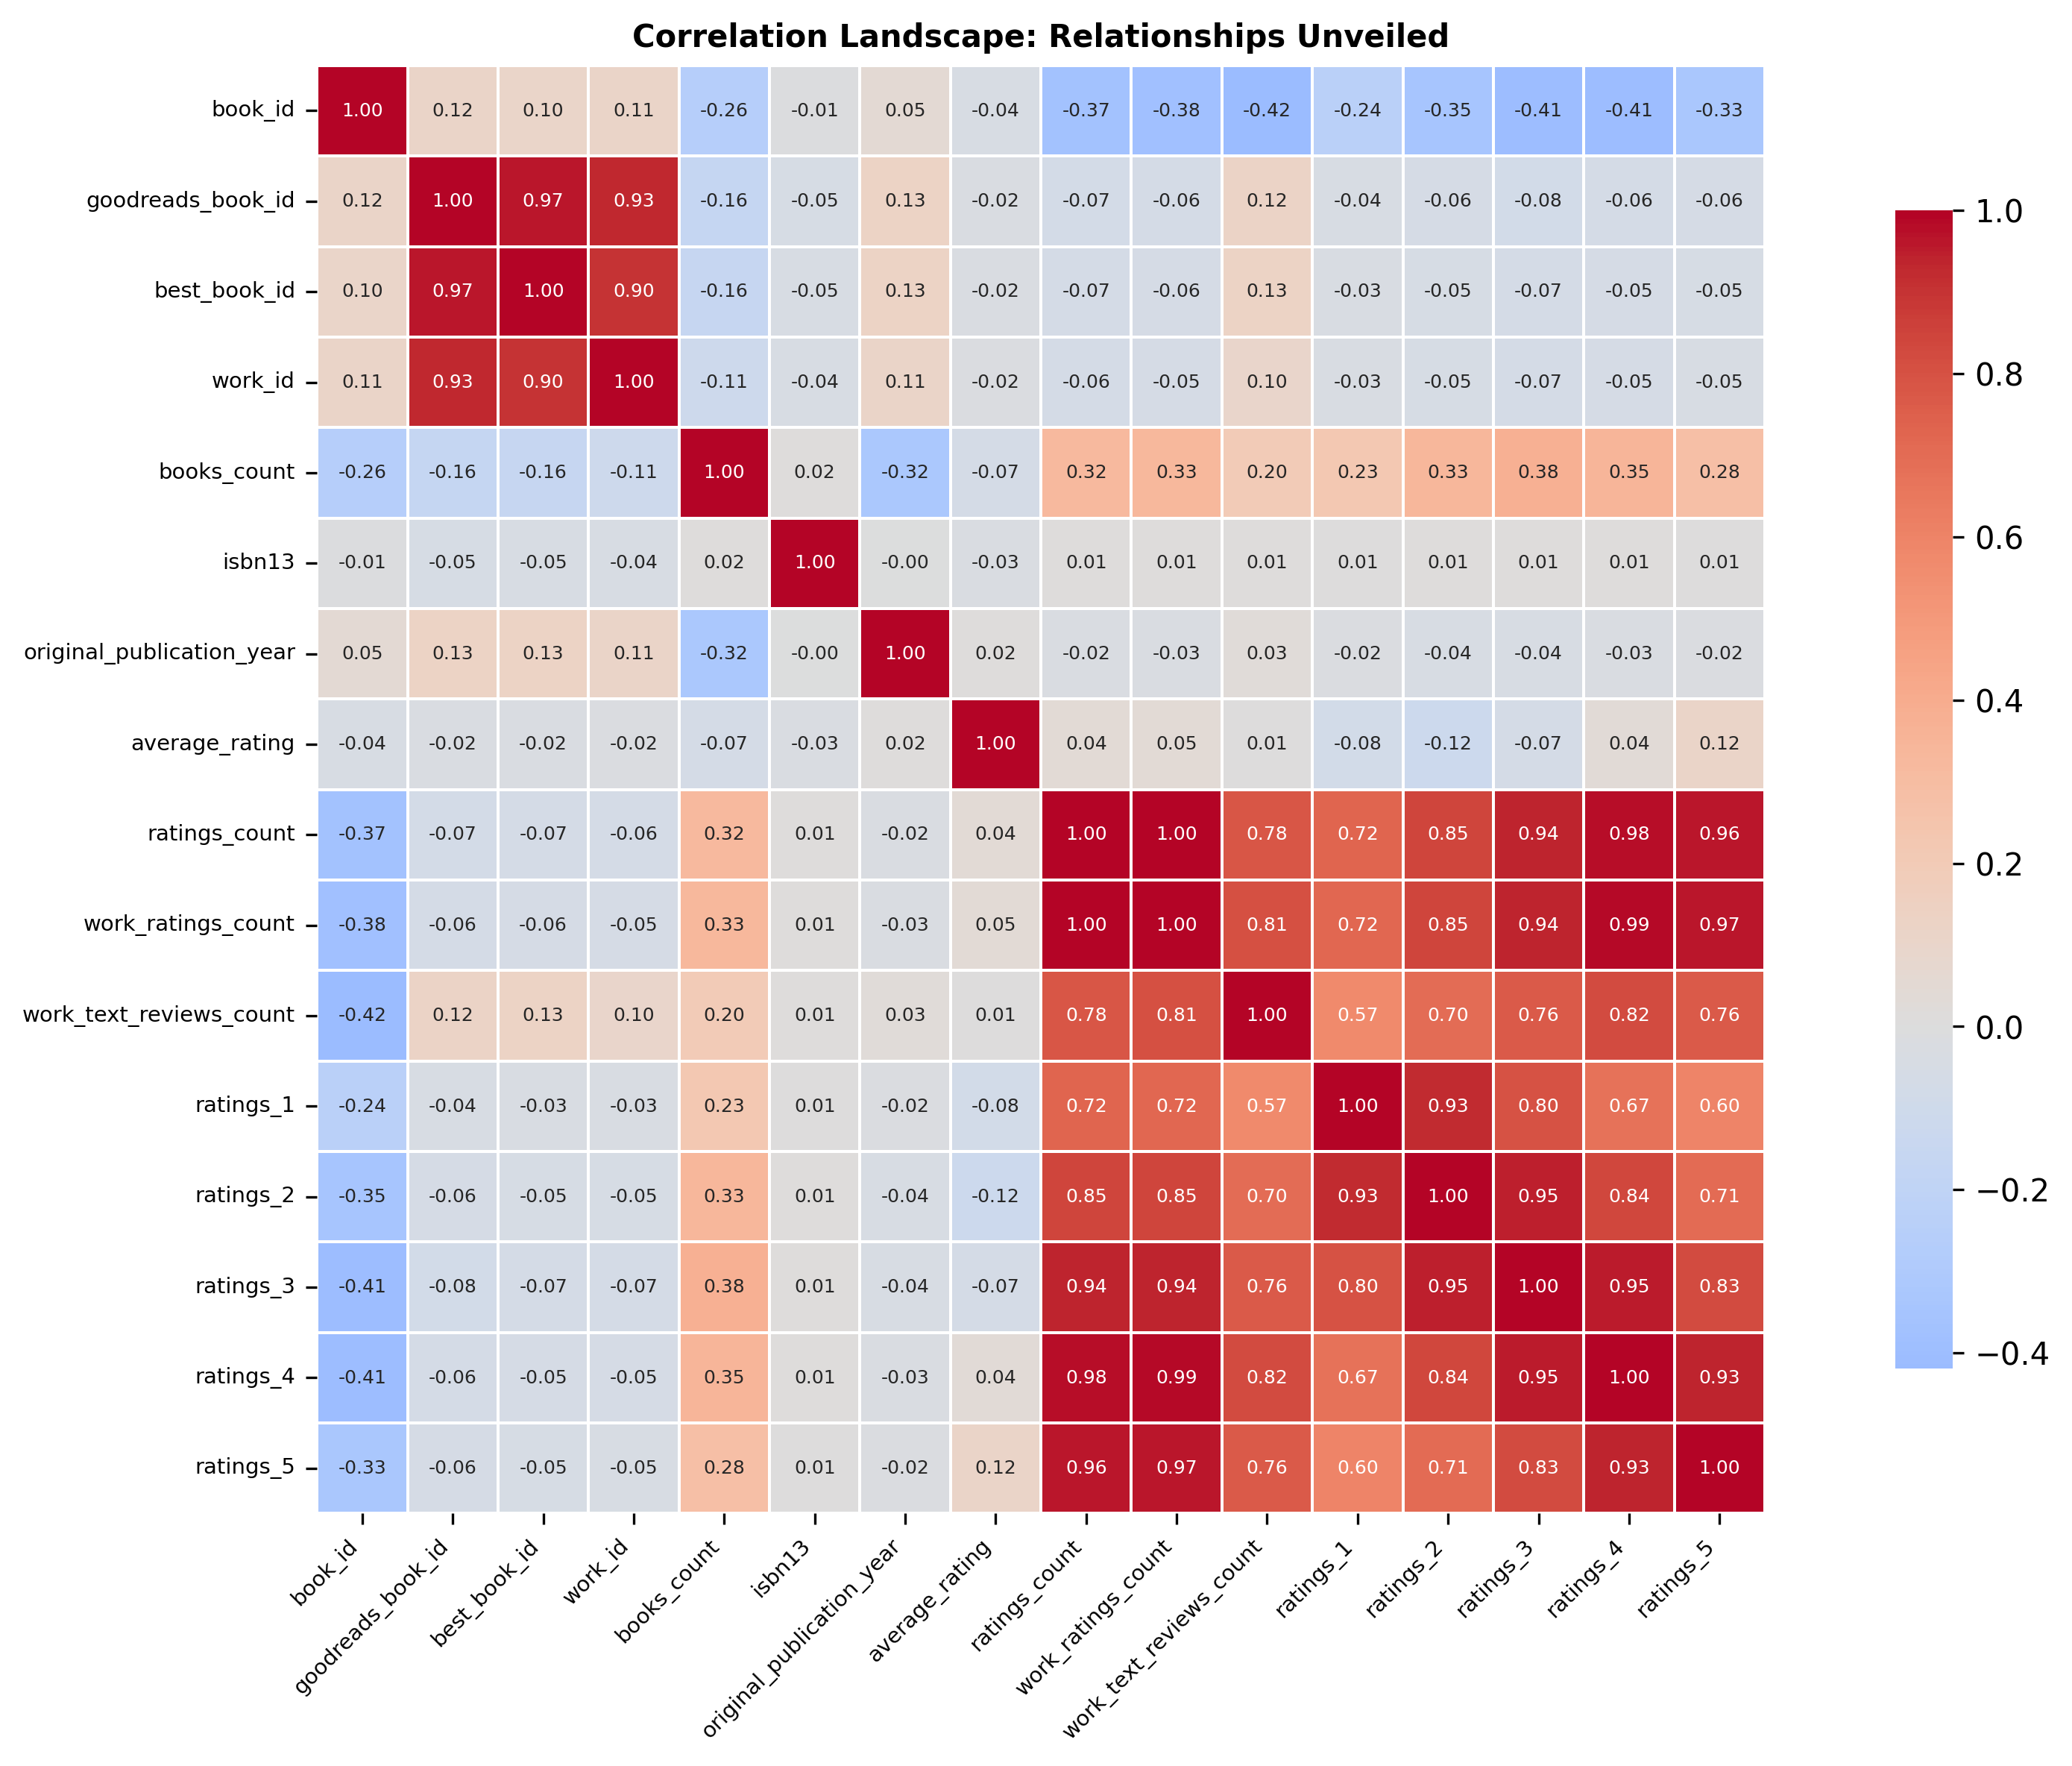 Correlation Landscape: Relationships Unveiled
book_id 1.00 0.12 0.10 0.11 -0.26 -0.01 0.05 -0.04 -0.37 -0.38 -0.42 -0.24 -0.35 -0.41 -0.41 -0.33
goodreads_book_id 0.12 1.00 0.97 0.93 -0.16 -0.05 0.13 -0.02 -0.07 -0.06 0.12 -0.04 -0.06 -0.08 -0.06 -0.06
best_book_id 0.10 0.97 1.00 0.90 -0.16 -0.05 0.13 -0.02 -0.07 -0.06 0.13 -0.03 -0.05 -0.07 -0.05 -0.05
work_id 0.11 0.93 0.90 1.00 -0.11 -0.04 0.11 -0.02 -0.06 -0.05 0.10 -0.03 -0.05 -0.07 -0.05 -0.05
books_count -0.26 -0.16 -0.16 -0.11 1.00 0.02 -0.32 -0.07 0.32 0.33 0.20 0.23 0.33 0.38 0.35 0.28
isbn13 -0.01 -0.05 -0.05 -0.04 0.02 1.00 -0.00 -0.03 0.01 0.01 0.01 0.01 0.01 0.01 0.01 0.01
original_publication_year 0.05 0.13 0.13 0.11 -0.32 -0.00 1.00 0.02 -0.02 -0.03 0.03 -0.02 -0.04 -0.04 -0.03 -0.02
average_rating -0.04 -0.02 -0.02 -0.02 -0.07 -0.03 0.02 1.00 0.04 0.05 0.01 -0.08 -0.12 -0.07 0.04 0.12
ratings_count -0.37 -0.07 -0.07 -0.06 0.32 0.01 -0.02 0.04 1.00 1.00 0.78 0.72 0.85 0.94 0.98 0.96
work_ratings_count -0.38 -0.06 -0.06 -0.05 0.33 0.01 -0.03 0.05 1.00 1.00 0.81 0.72 0.85 0.94 0.99 0.97
work_text_reviews_count -0.42 0.12 0.13 0.10 0.20 0.01 0.03 0.01 0.78 0.81 1.00 0.57 0.70 0.76 0.82 0.76
ratings_1 -0.24 -0.04 -0.03 -0.03 0.23 0.01 -0.02 -0.08 0.72 0.72 0.57 1.00 0.93 0.80 0.67 0.60
ratings_2 -0.35 -0.06 -0.05 -0.05 0.33 0.01 -0.04 -0.12 0.85 0.85 0.70 0.93 1.00 0.95 0.84 0.71
ratings_3 -0.41 -0.08 -0.07 -0.07 0.38 0.01 -0.04 -0.07 0.94 0.94 0.76 0.80 0.95 1.00 0.95 0.83
ratings_4 -0.41 -0.06 -0.05 -0.05 0.35 0.01 -0.03 0.04 0.98 0.99 0.82 0.67 0.84 0.95 1.00 0.93
ratings_5 -0.33 -0.06 -0.05 -0.05 0.28 0.01 -0.02 0.12 0.96 0.97 0.76 0.60 0.71 0.83 0.93 1.00
book_id goodreads_book_id best_book_id work_id books_count isbn13 original_publication_year average_rating ratings_count work_ratings_count work_text_reviews_count ratings_1 ratings_2 ratings_3 ratings_4 ratings_5
1.0
0.8
0.6
0.4
0.2
0.0
−0.2
−0.4